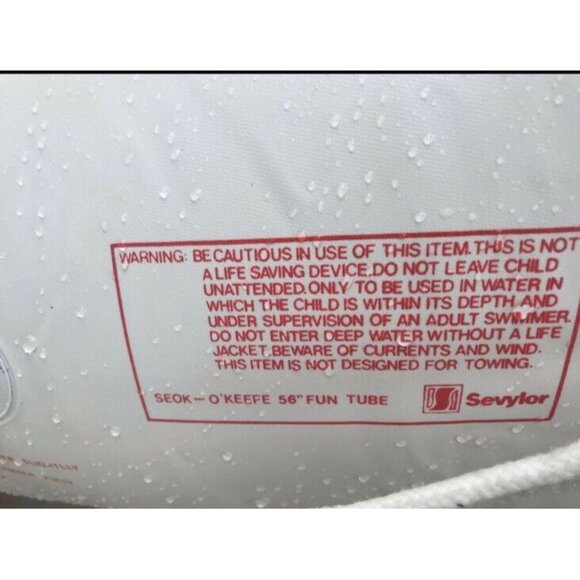 WARNING: BE CAUTIOUS IN USE OF THIS ITEM.THIS IS NOT
A LIFE SAVING DEVICE.DO NOT LEAVE CHILD
UNATTENDED.ONLY TO BE USED IN WATER IN
WHICH THE CHILD IS WITHIN ITS DEPTH AND
UNDER SUPERVISION OF AN ADULT SWIMMER.
DO NOT ENTER DEEP WATER WITHOUT A LIFE
JACKET.BEWARE OF CURRENTS AND WIND.
THIS ITEM IS NOT DESIGNED FOR TOWING.
SEOK—O'KEEFE 56" FUN TUBE
Sevylor
SLIGHTLY